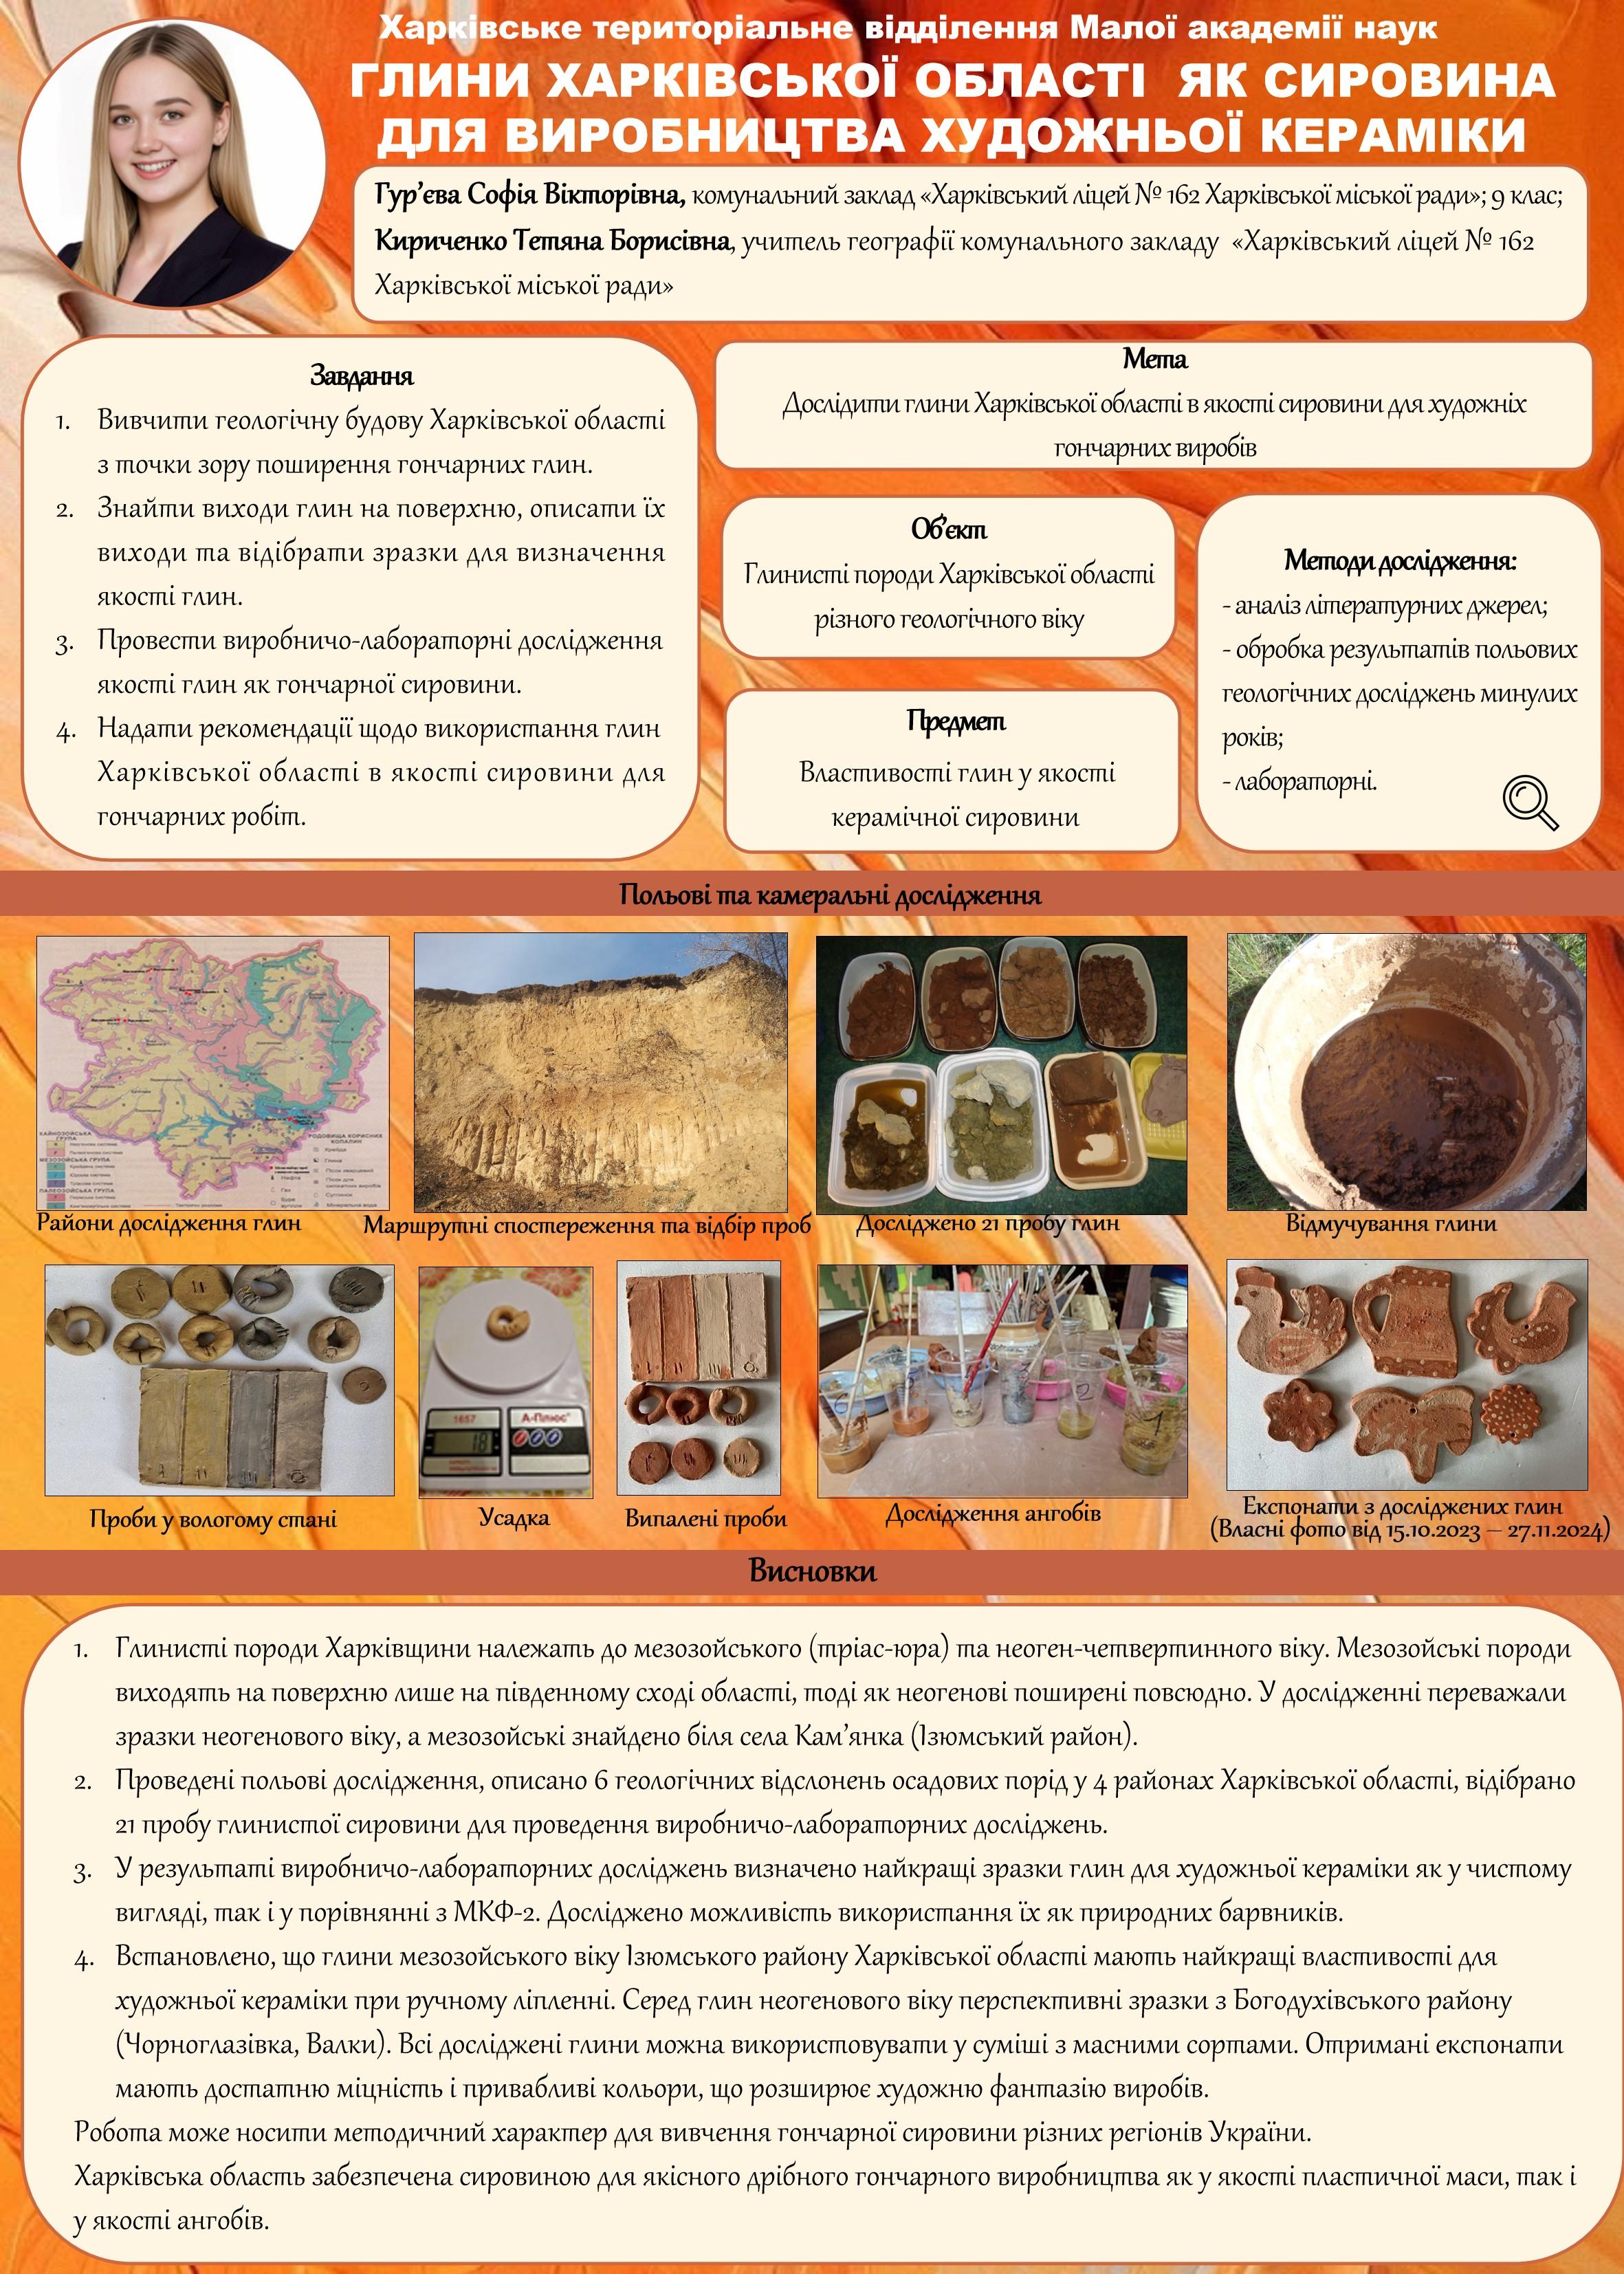 Харківське територіальне відділення Малої академії наук
ГЛИНИ ХАРКІВСЬКОЇ ОБЛАСТІ ЯК СИРОВИНА
ДЛЯ ВИРОБНИЦТВА ХУДОЖНЬОЇ КЕРАМІКИ
Гур’єва Софія Вікторівна, комунальний заклад «Харківський ліцей № 162 Харківської міської ради»; 9 клас;
Кириченко Тетяна Борисівна, учитель географії комунального закладу «Харківський ліцей № 162
Харківської міської ради»
Завдання
1. Вивчити геологічну будову Харківської області
з точки зору поширення гончарних глин.
2. Знайти виходи глин на поверхню, описати їх
виходи та відібрати зразки для визначення
якості глин.
3. Провести виробничо-лабораторні дослідження
якості глин як гончарної сировини.
4. Надати рекомендації щодо використання глин
Харківської області в якості сировини для
гончарних робіт.
Мета
Дослідити глини Харківської області в якості сировини для художніх
гончарних виробів
Об’єкт
Глинисті породи Харківської області
різного геологічного віку
Предмет
Властивості глин у якості
керамічної сировини
Методи дослідження:
- аналіз літературних джерел;
- обробка результатів польових
геологічних досліджень минулих
років;
- лабораторні.
Польові та камеральні дослідження
КАЙНОЗОЙСЬКА
ГРУПА
МЕЗОЗОЙСЬКА ГРУПА
ПАЛЕОЗОЙСЬКА ГРУПА
РОДОВИЩА КОРИСНИХ
КОПАЛИН
Райони дослідження глин
Маршрутні спостереження та відбір проб
Досліджено 21 пробу глин
Відмучування глини
1657
А-Плюс
18
2
Проби у вологому стані
Усадка
Випалені проби
Дослідження ангобів
Експонати з досліджених глин
(Власні фото від 15.10.2023 – 27.11.2024)
Висновки
1. Глинисті породи Харківщини належать до мезозойського (тріас-юра) та неоген-четвертинного віку. Мезозойські породи
виходять на поверхню лише на південному сході області, тоді як неогенові поширені повсюдно. У дослідженні переважали
зразки неогенового віку, а мезозойські знайдено біля села Кам’янка (Ізюмський район).
2. Проведені польові дослідження, описано 6 геологічних відслонень осадових порід у 4 районах Харківської області, відібрано
21 пробу глинистої сировини для проведення виробничо-лабораторних досліджень.
3. У результаті виробничо-лабораторних досліджень визначено найкращі зразки глин для художньої кераміки як у чистому
вигляді, так і у порівнянні з МКФ-2. Досліджено можливість використання їх як природних барвників.
4. Встановлено, що глини мезозойського віку Ізюмського району Харківської області мають найкращі властивості для
художньої кераміки при ручному ліпленні. Серед глин неогенового віку перспективні зразки з Богодухівського району
(Чорноглазівка, Валки). Всі досліджені глини можна використовувати у суміші з масними сортами. Отримані експонати
мають достатню міцність і привабливі кольори, що розширює художню фантазію виробів.
Робота може носити методичний характер для вивчення гончарної сировини різних регіонів України.
Харківська область забезпечена сировиною для якісного дрібного гончарного виробництва як у якості пластичної маси, так і
у якості ангобів.